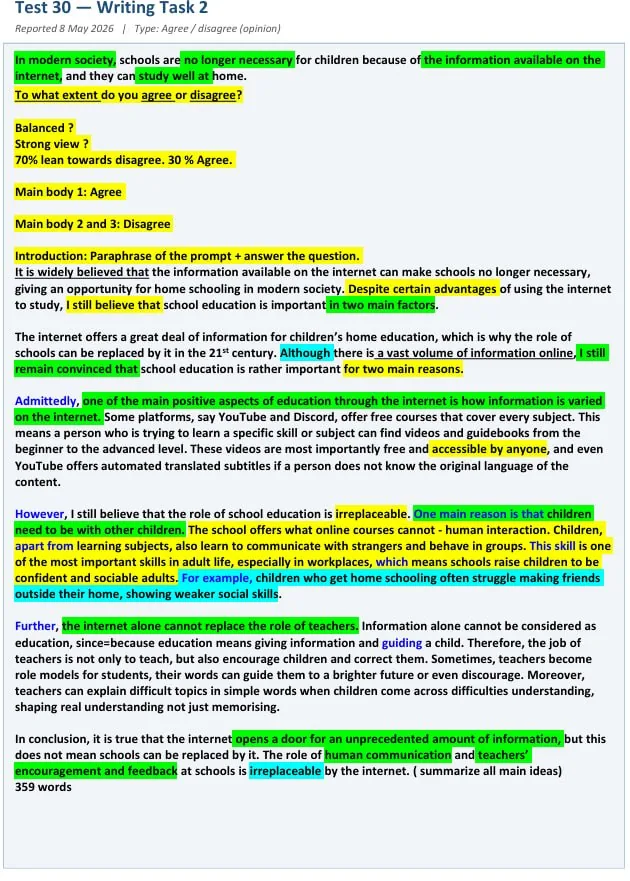 Test 30 — Writing Task 2
Reported 8 May 2026 | Type: Agree / disagree (opinion)
In modern society, schools are no longer necessary for children because of the information available on the
internet, and they can study well at home.
To what extent do you agree or disagree?
Balanced ?
Strong view ?
70% lean towards disagree. 30 % Agree.
Main body 1: Agree
Main body 2 and 3: Disagree
Introduction: Paraphrase of the prompt + answer the question.
It is widely believed that the information available on the internet can make schools no longer necessary,
giving an opportunity for home schooling in modern society. Despite certain advantages of using the internet
to study, I still believe that school education is important in two main factors.
The internet offers a great deal of information for children's home education, which is why the role of
schools can be replaced by it in the 21st century. Although there is a vast volume of information online, I still
remain convinced that school education is rather important for two main reasons.
Admittedly, one of the main positive aspects of education through the internet is how information is varied
on the internet. Some platforms, say YouTube and Discord, offer free courses that cover every subject. This
means a person who is trying to learn a specific skill or subject can find videos and guidebooks from the
beginner to the advanced level. These videos are most importantly free and accessible by anyone, and even
YouTube offers automated translated subtitles if a person does not know the original language of the
content.
However, I still believe that the role of school education is irreplaceable. One main reason is that children
need to be with other children. The school offers what online courses cannot - human interaction. Children,
apart from learning subjects, also learn to communicate with strangers and behave in groups. This skill is one
of the most important skills in adult life, especially in workplaces, which means schools raise children to be
confident and sociable adults. For example, children who get home schooling often struggle making friends
outside their home, showing weaker social skills.
Further, the internet alone cannot replace the role of teachers. Information alone cannot be considered as
education, since=because education means giving information and guiding a child. Therefore, the job of
teachers is not only to teach, but also encourage children and correct them. Sometimes, teachers become
role models for students, their words can guide them to a brighter future or even discourage. Moreover,
teachers can explain difficult topics in simple words when children come across difficulties understanding,
shaping real understanding not just memorising.
In conclusion, it is true that the internet opens a door for an unprecedented amount of information, but this
does not mean schools can be replaced by it. The role of human communication and teachers'
encouragement and feedback at schools is irreplaceable by the internet. ( summarize all main ideas)
359 words